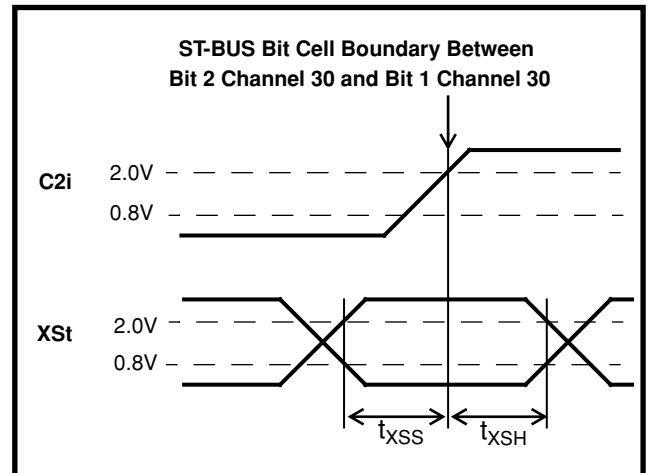 ST-BUS Bit Cell Boundary Between
Bit 2 Channel 30 and Bit 1 Channel 30
C2i
2.0V
0.8V
XSt
2.0V
0.8V
tXSS
tXSH